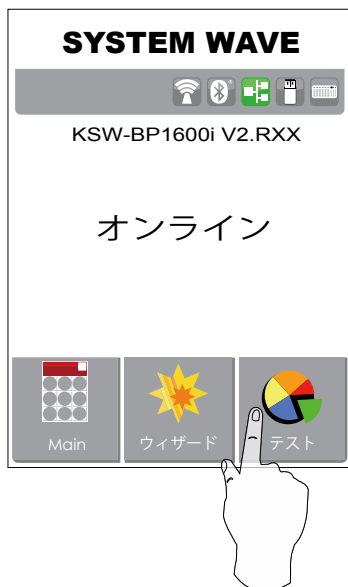 SYSTEM WAVE
KSW-BP1600i V2.RXX
オンライン
Main
ウィザード
テスト